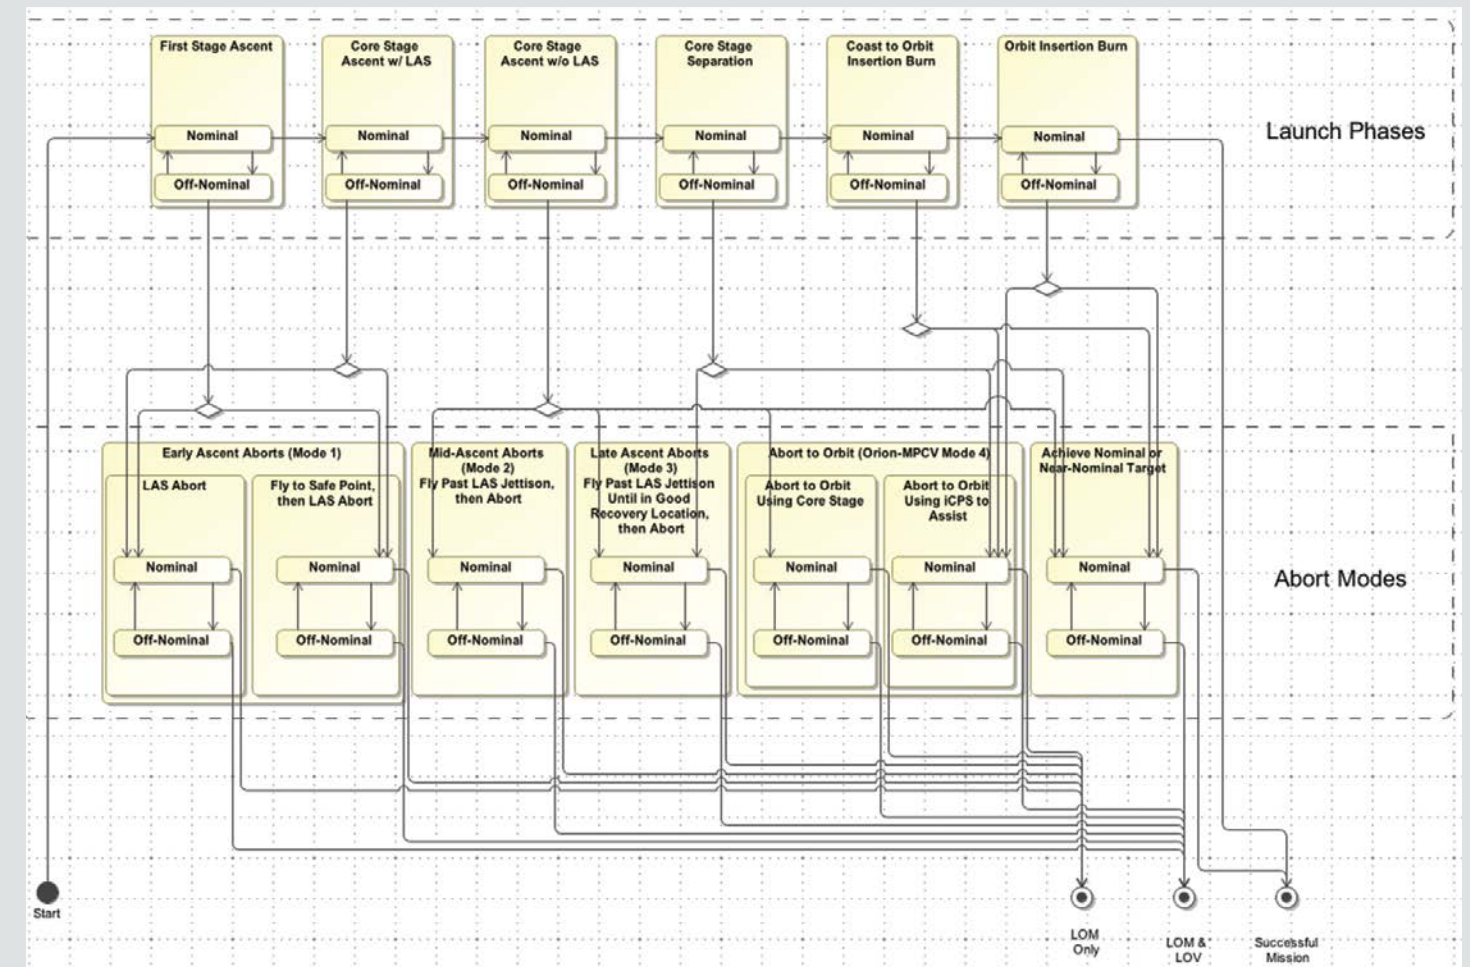 First Stage Ascent
Core Stage
Ascent w/ LAS
Core Stage
Ascent w/o LAS
Core Stage
Separation
Coast to Orbit
Insertion Burn
Orbit Insertion Burn
Nominal
Nominal
Nominal
Nominal
Nominal
Nominal
Launch Phases
Off-Nominal
Off-Nominal
Off-Nominal
Off-Nominal
Off-Nominal
Off-Nominal
Early Ascent Aborts (Mode 1)
LAS Abort
Fly to Safe Point,
then LAS Abort
Mid-Ascent Aborts
(Mode 2)
Fly Past LAS Jettison,
then Abort
Late Ascent Aborts
(Mode 3)
Fly Past LAS Jettison
Until in Good
Recovery Location,
then Abort
Abort to Orbit (Orion-MPCV Mode 4)
Abort to Orbit
Using Core Stage
Abort to Orbit
Using iCPS to
Assist
Achieve Nominal or
Near-Nominal Target
Nominal
Nominal
Nominal
Nominal
Nominal
Nominal
Nominal
Abort Modes
Off-Nominal
Off-Nominal
Off-Nominal
Off-Nominal
Off-Nominal
Off-Nominal
Off-Nominal
Start
LOM
Only
LOM &
LOV
Successful
Mission